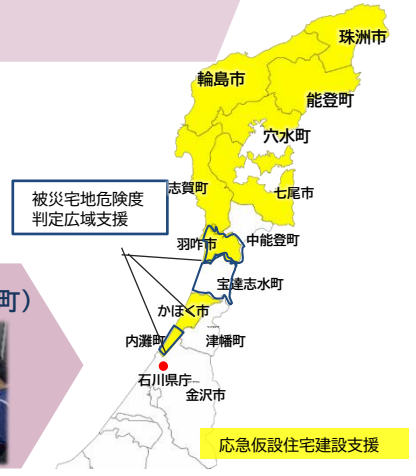 珠洲市
輪島市
能登町
穴水町
志賀町
七尾市
被災宅地危険度
判定広域支援
羽咋市
中能登町
宝達志水町
町）
かほく市
内灘町
津幡町
石川県庁
金沢市
応急仮設住宅建設支援